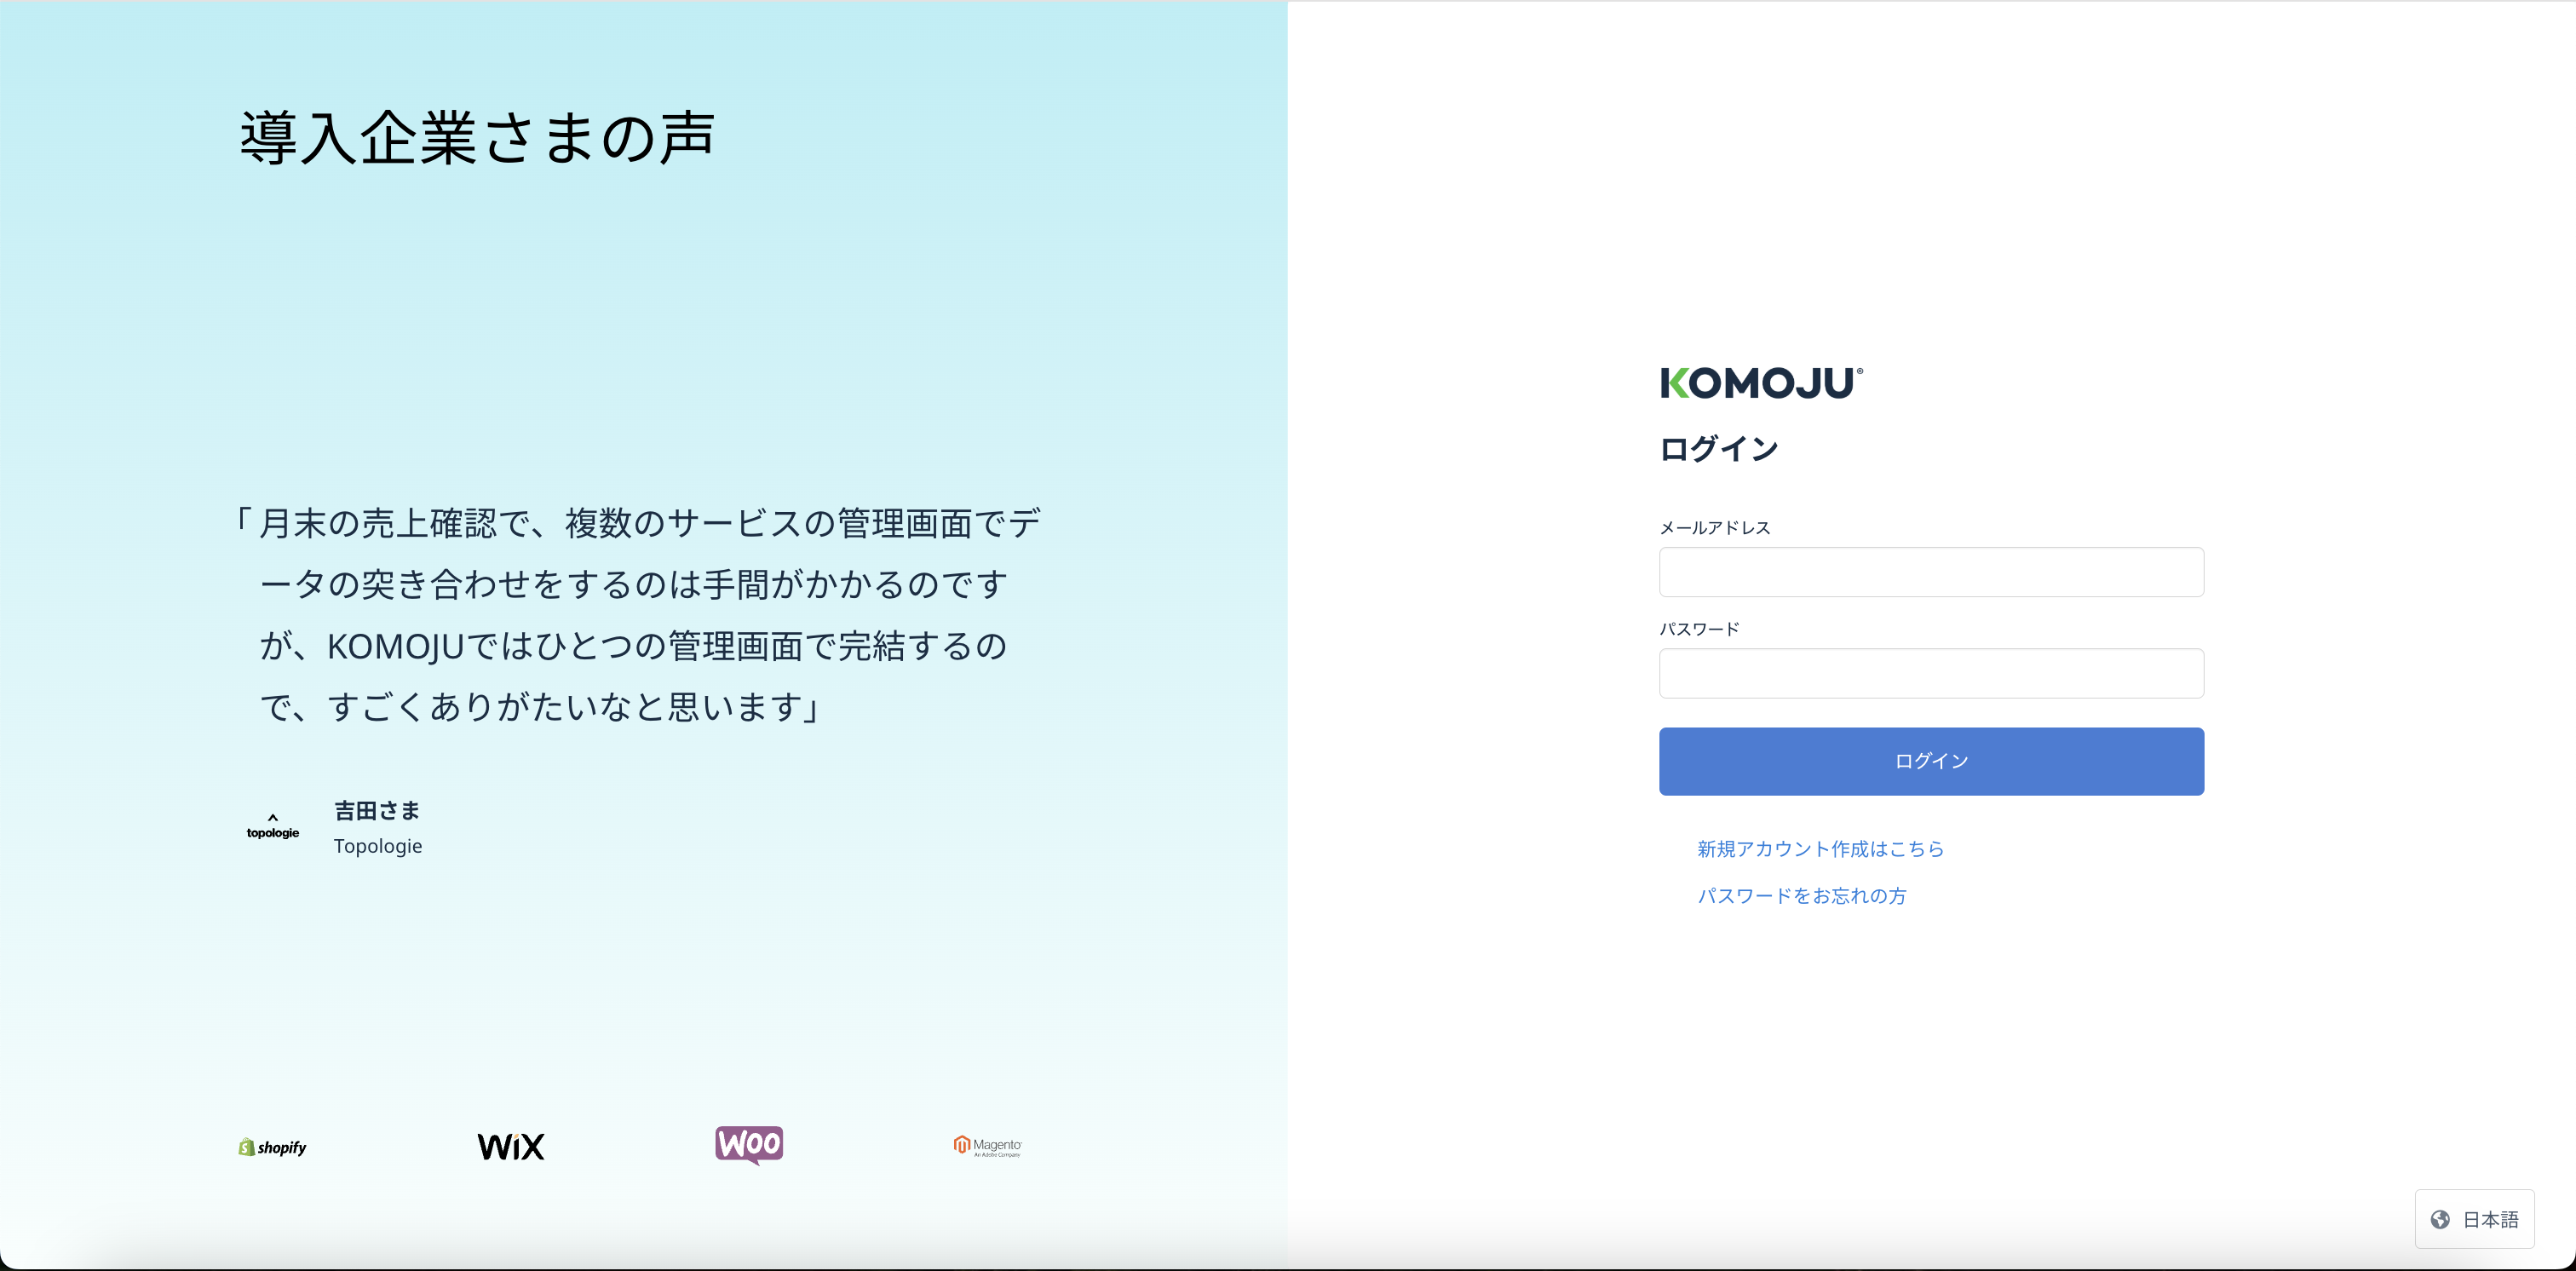 導入企業さまの声
「月末の売上確認で、複数のサービスの管理画面でデ
ータの突き合わせをするのは手間がかかるのです
が、KOMOJUではひとつの管理画面で完結するの
で、すごくありがたいなと思います」
topologie
吉田さま
Topologie
shopify
WiX
WOO
Magento
An Adobe Company
KOMOJU®
ログイン
メールアドレス
パスワード
ログイン
新規アカウント作成はこちら
パスワードをお忘れの方
日本語